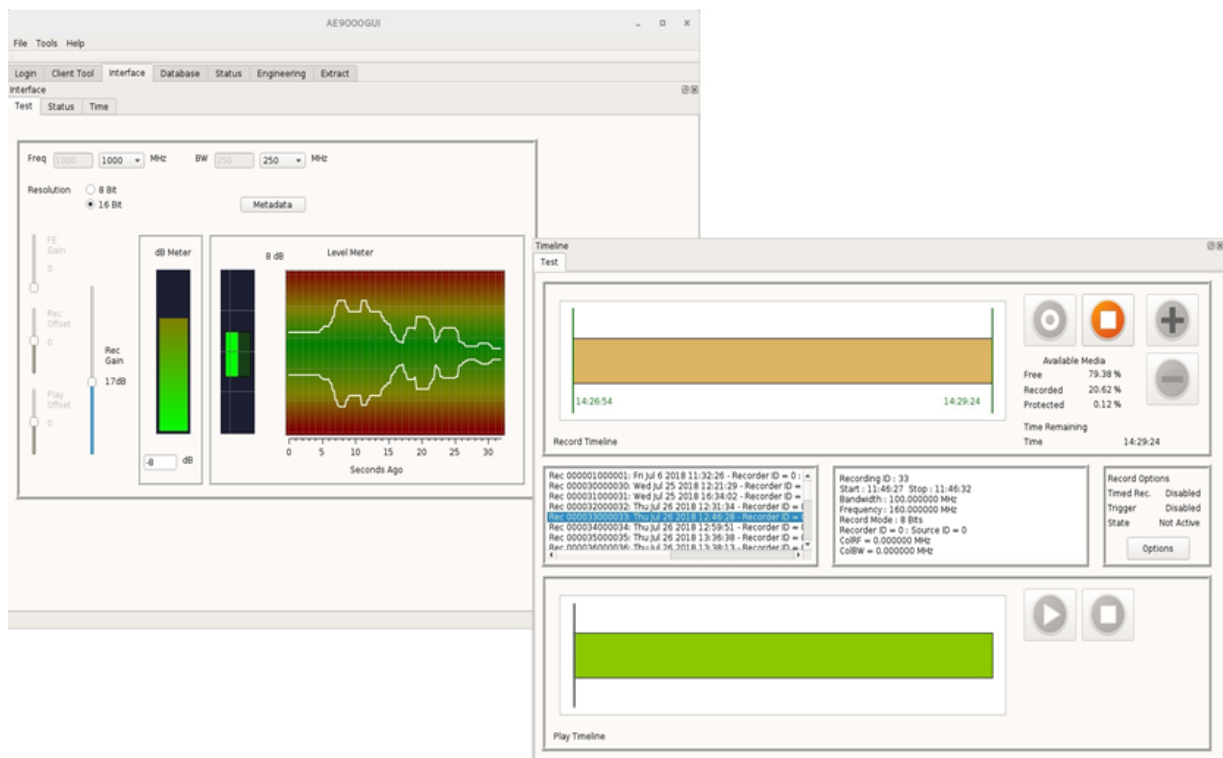 AE9000GUI
File Tools Help
Login Client Tool Interface Database Status Engineering Extract
Interface
Test Status Time
Freq 1000 1000 MHz BW 250 250 MHz
Resolution 8 Bit
16 Bit
Metadata
FE
Gain
0
Rec
Offset
0
Play
Offset
0
Rec
Gain
17dB
dB Meter
-8 dB
8 dB Level Meter
0 5 10 15 20 25 30
Seconds Ago
Timeline
Test
14:26:54 14:29:24
Record Timeline
Available Media
Free 79.38 %
Recorded 20.62 %
Protected 0.12 %
Time Remaining
Time 14:29:24
Rec 000001000001: Fri Jul 6 2018 11:32:26 - Recorder ID = 0 :
Rec 000030000030: Wed Jul 25 2018 12:21:29 - Recorder ID =
Rec 000031000031: Wed Jul 25 2018 16:34:02 - Recorder ID =
Rec 000032000032: Thu Jul 26 2018 12:31:34 - Recorder ID =
Rec 000033000033: Thu Jul 26 2018 12:46:28 - Recorder ID =
Rec 000034000034: Thu Jul 26 2018 12:59:51 - Recorder ID =
Rec 000035000035: Thu Jul 26 2018 13:36:38 - Recorder ID =
Rec 000036000036: Thu Jul 26 2018 13:38:13 - Recorder ID =
Recording ID : 33
Start : 11:46:27 Stop : 11:46:32
Bandwidth : 100.000000 MHz
Frequency : 160.000000 MHz
Record Mode : 8 Bits
Recorder ID = 0 : Source ID = 0
ColRF = 0.000000 MHz
ColBW = 0.000000 MHz
Record Options
Timed Rec. Disabled
Trigger Disabled
State Not Active
Options
Play Timeline